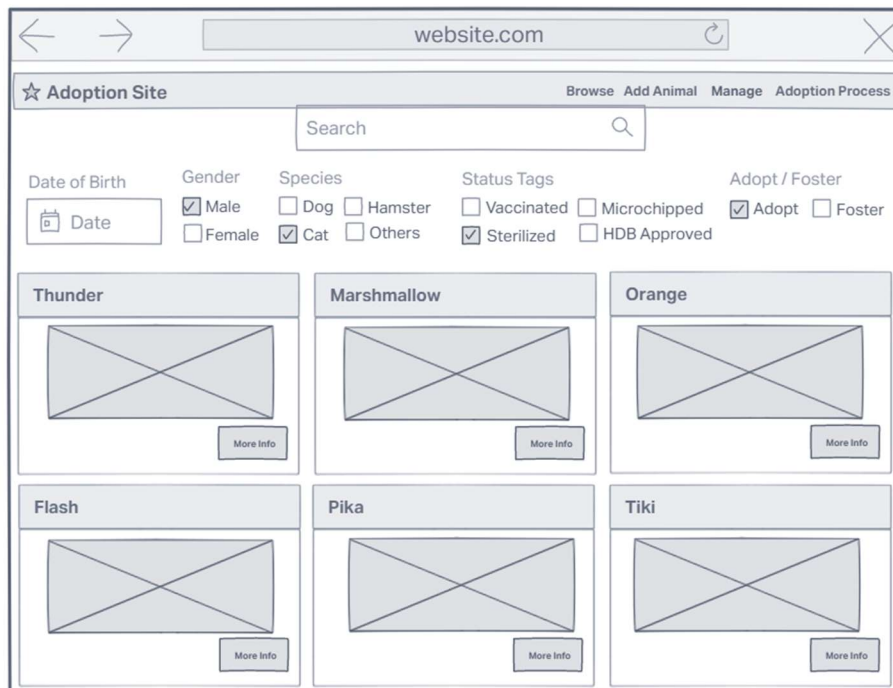 website.com
Adoption Site
Browse Add Animal Manage Adoption Process
Search
Date of Birth Gender Species Status Tags Adopt / Foster
Date Male Dog Hamster Vaccinated Microchipped Adopt Foster
Female Cat Others Sterilized HDB Approved
Thunder Marshmallow Orange
More Info More Info More Info
Flash Pika Tiki
More Info More Info More Info